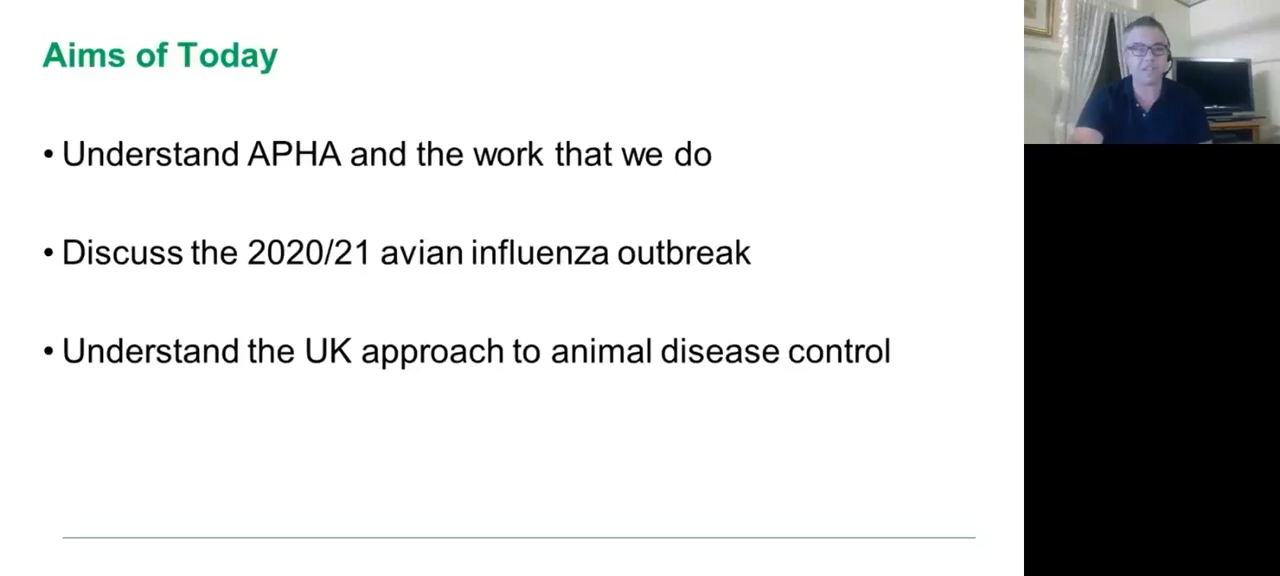 Aims of Today
• Understand APHA and the work that we do
• Discuss the 2020/21 avian influenza outbreak
• Understand the UK approach to animal disease control